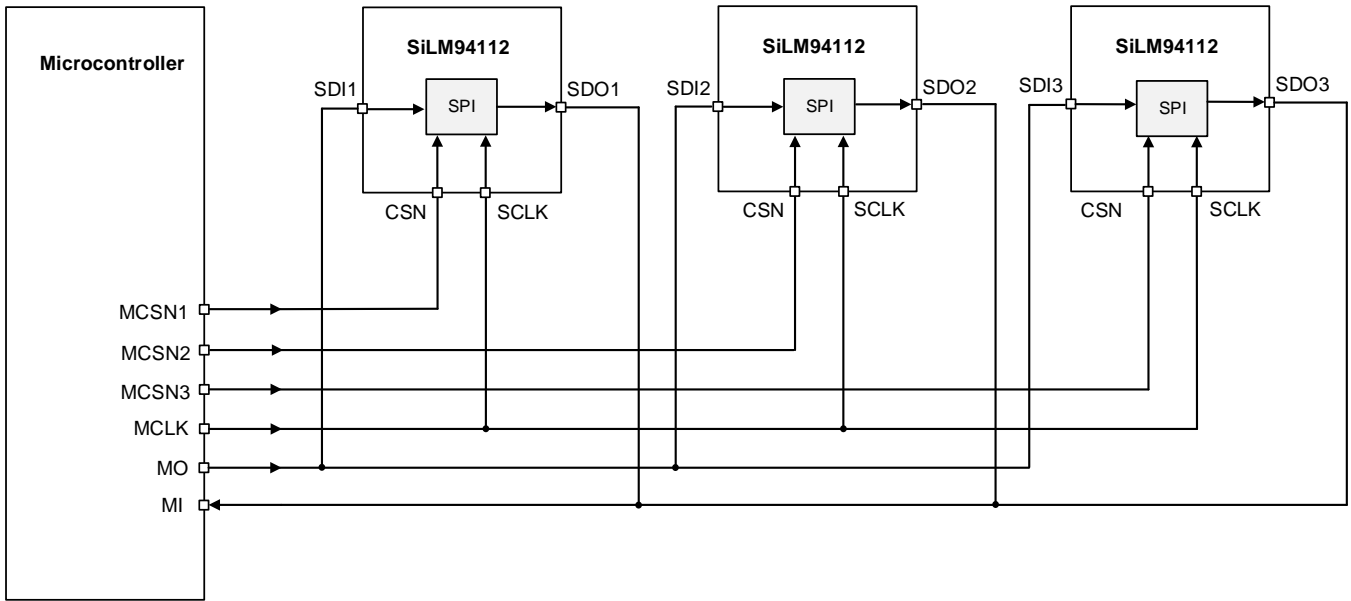 Microcontroller
SiLM94112
SiLM94112
SiLM94112
SDI1
SPI
SDO1
SDI2
SPI
SDO2
SDI3
SPI
SDO3
CSN
SCLK
CSN
SCLK
CSN
SCLK
MCSN1
MCSN2
MCSN3
MCLK
MO
MI